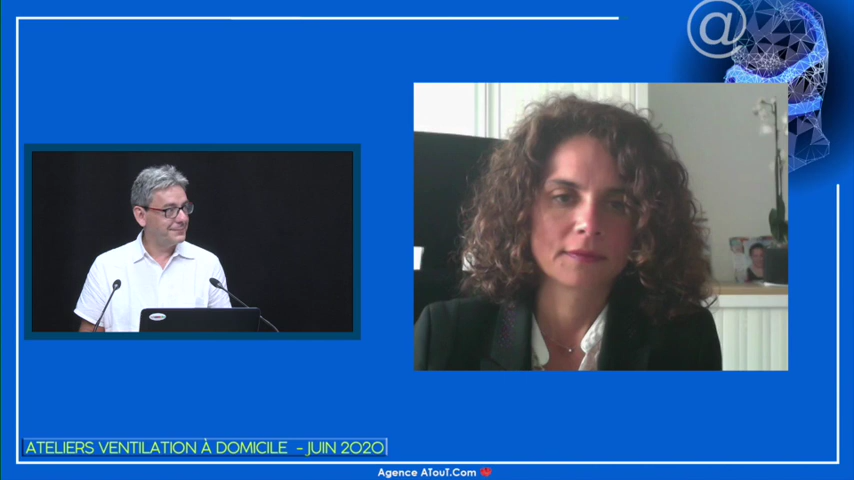 @
ATELIERS VENTILATION À DOMICILE - JUIN 2020
Agence ATouT.Com